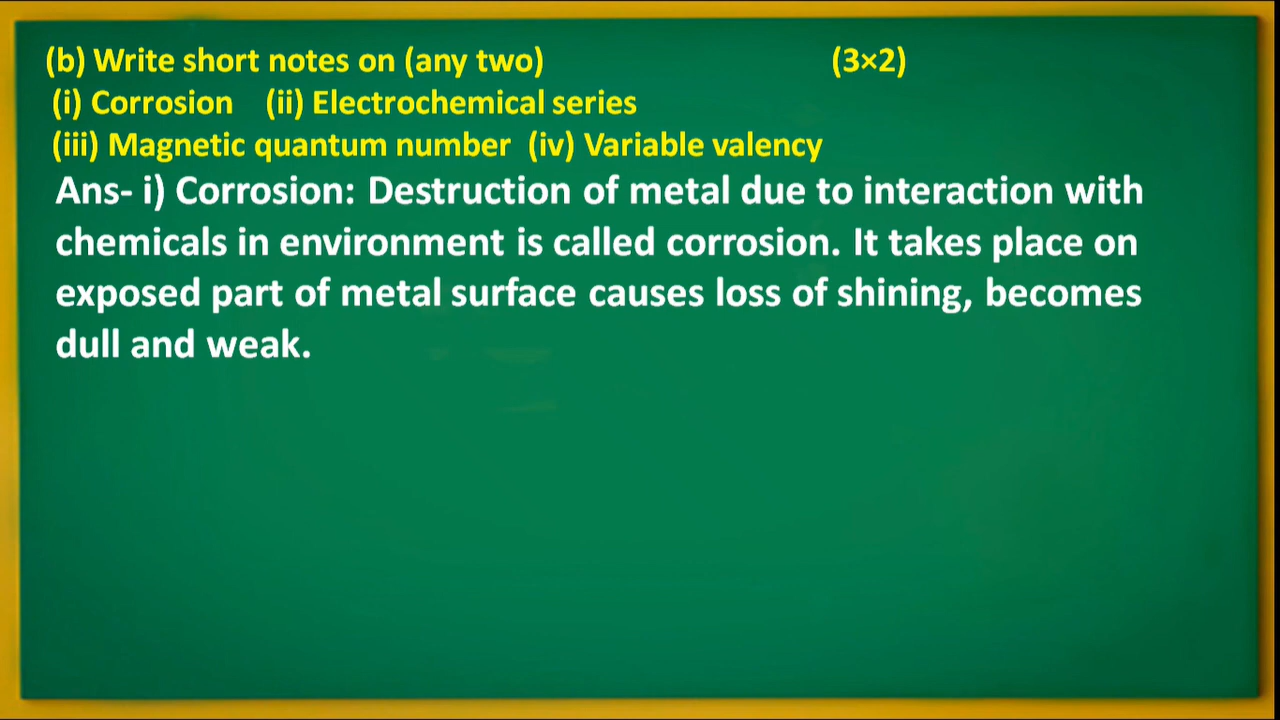 (b) Write short notes on (any two) (3×2)
(i) Corrosion (ii) Electrochemical series
(iii) Magnetic quantum number (iv) Variable valency
Ans- i) Corrosion: Destruction of metal due to interaction with
chemicals in environment is called corrosion. It takes place on
exposed part of metal surface causes loss of shining, becomes
dull and weak.